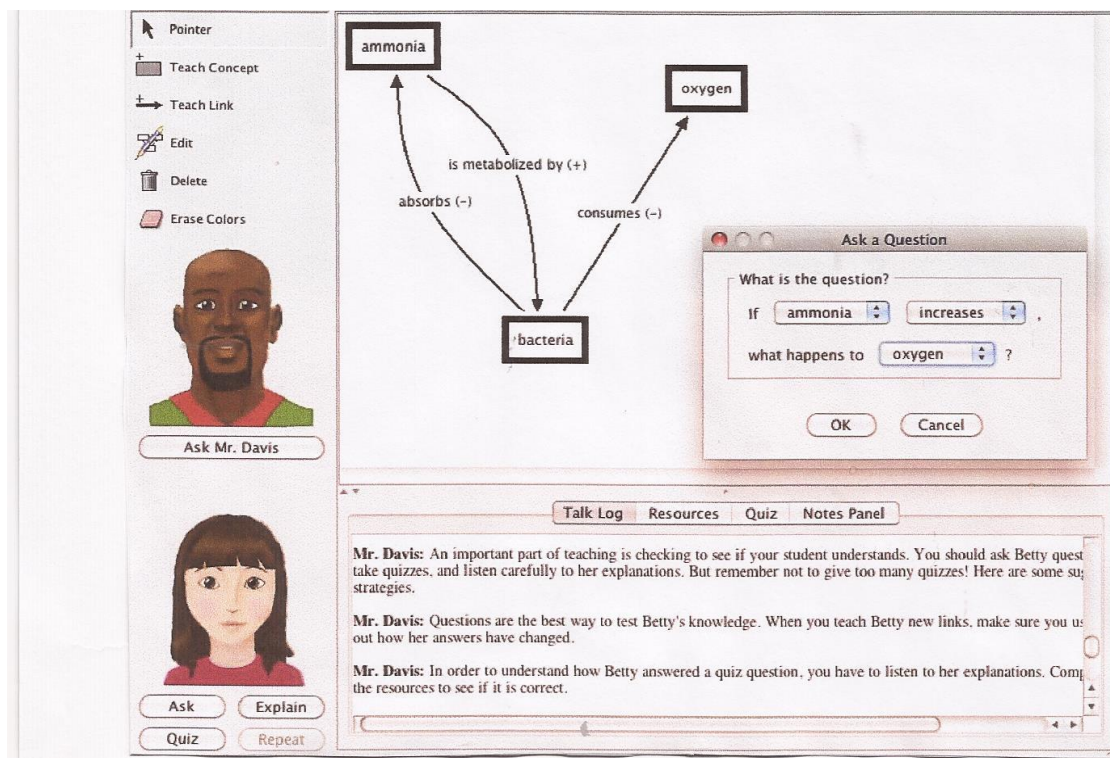 Pointer
Teach Concept
Teach Link
Edit
Delete
Erase Colors
Ask Mr. Davis
Ask
Explain
Quiz
Repeat
ammonia
oxygen
is metabolized by (+)
absorbs (-)
consumes (-)
bacteria
Ask a Question
What is the question?
If ammonia increases ,
what happens to oxygen ?
OK
Cancel
Talk Log Resources Quiz Notes Panel
Mr. Davis: An important part of teaching is checking to see if your student understands. You should ask Betty quest
take quizzes, and listen carefully to her explanations. But remember not to give too many quizzes! Here are some su
strategies.
Mr. Davis: Questions are the best way to test Betty's knowledge. When you teach Betty new links, make sure you us
out how her answers have changed.
Mr. Davis: In order to understand how Betty answered a quiz question, you have to listen to her explanations. Comp
the resources to see if it is correct.